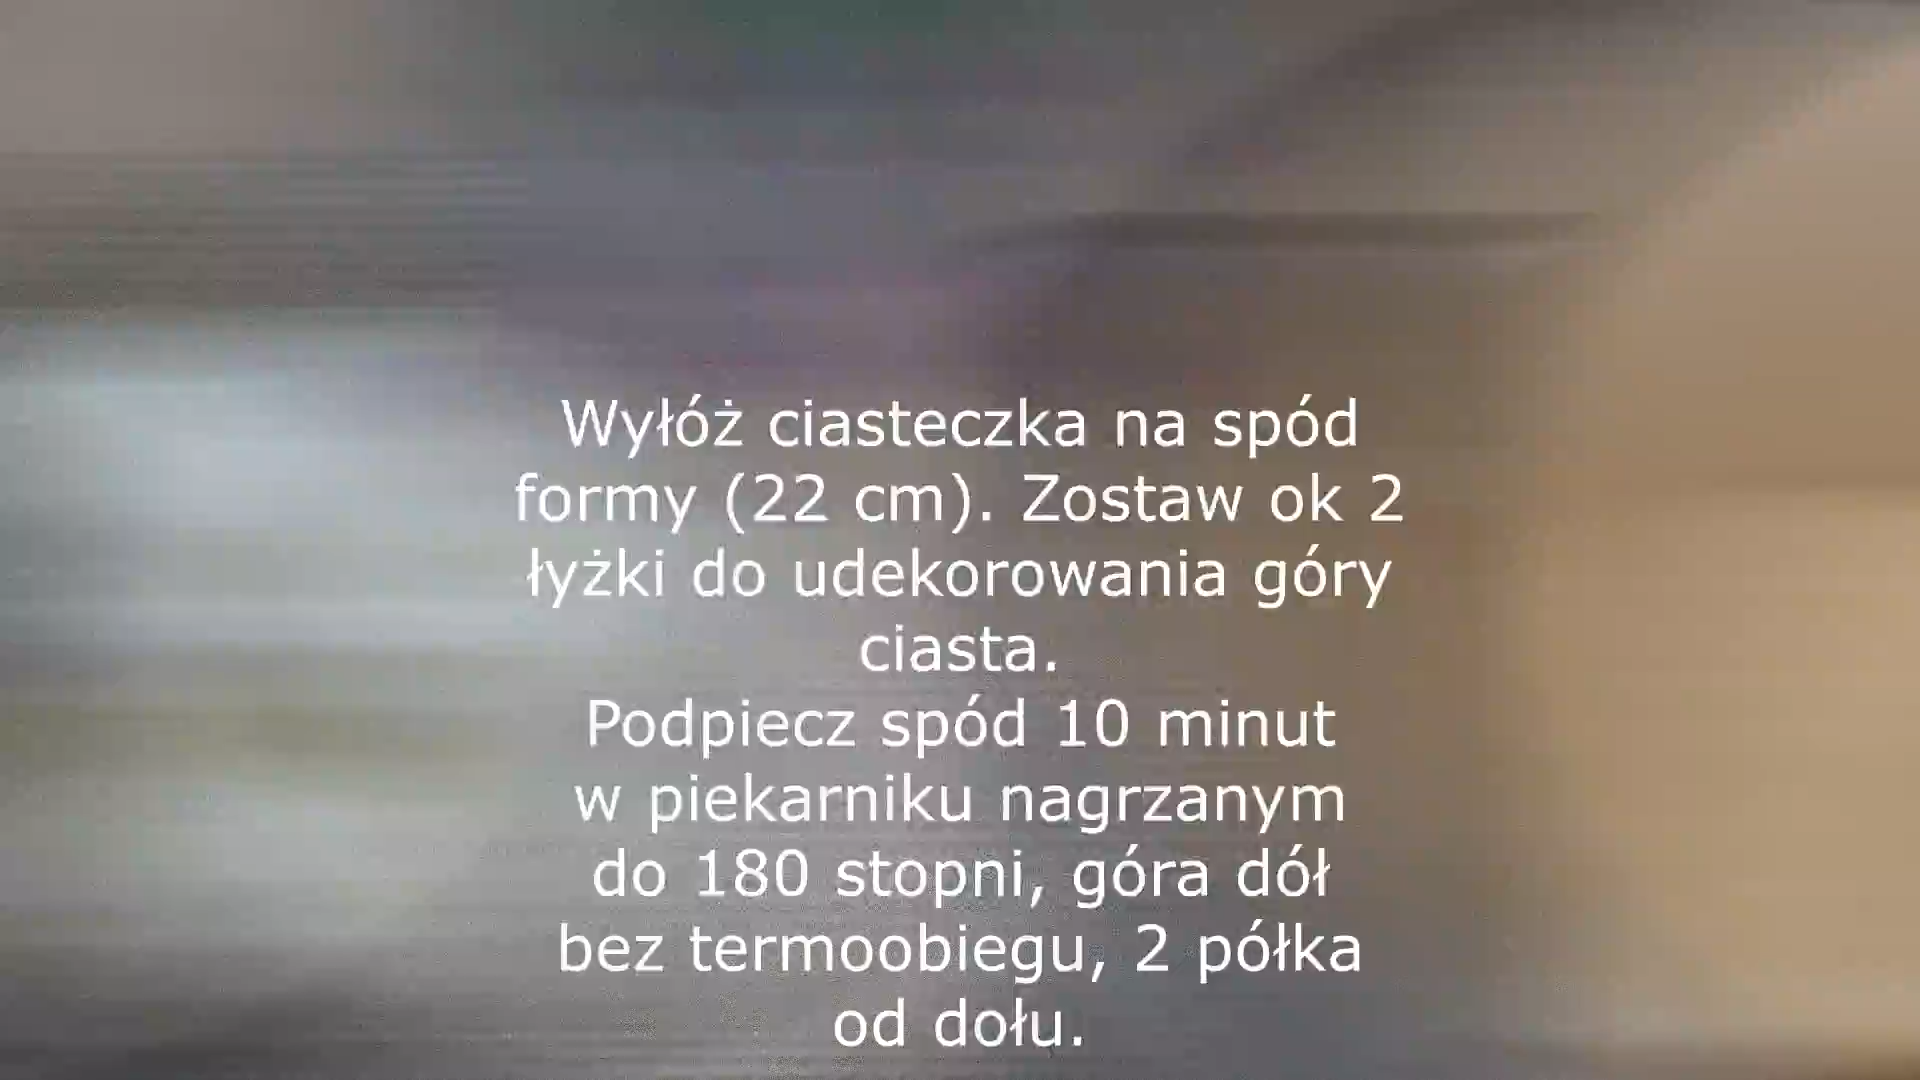 Wyłóż ciasteczka na spód
formy (22 cm). Zostaw ok 2
łyżki do udekorowania góry
ciasta.
Podpiecz spód 10 minut
w piekarniku nagrzanym
do 180 stopni, góra dół
bez termoobiegu, 2 półka
od dołu.